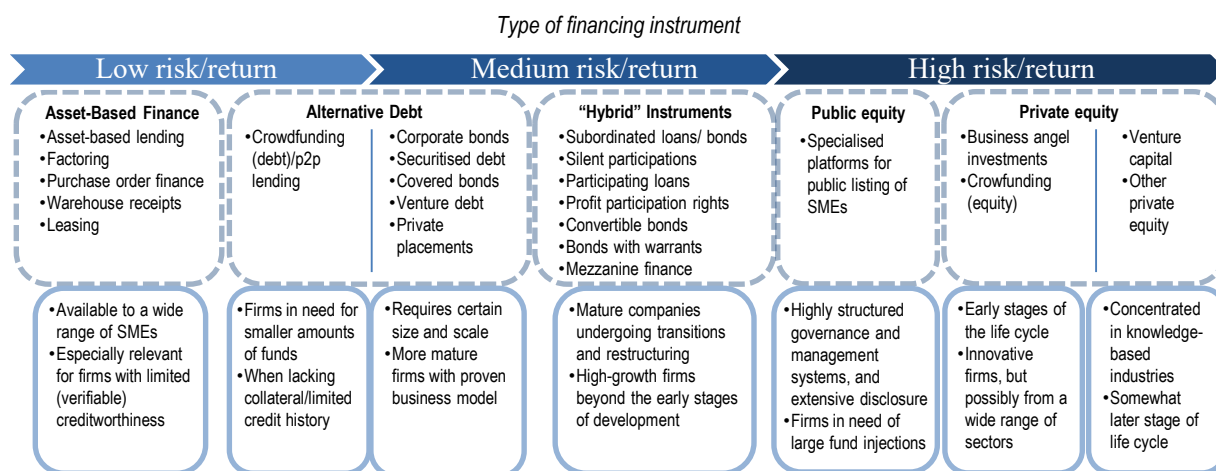 Type of financing instrument
Low risk/return
Medium risk/return
High risk/return
Asset-Based Finance
•Asset-based lending
•Factoring
•Purchase order finance
•Warehouse receipts
•Leasing
Alternative Debt
•Crowdfunding
(debt)/p2p
lending
•Corporate bonds
•Securitised debt
•Covered bonds
•Venture debt
•Private
placements
“Hybrid” Instruments
•Subordinated loans/ bonds
•Silent participations
•Participating loans
•Profit participation rights
•Convertible bonds
•Bonds with warrants
•Mezzanine finance
Public equity
•Specialised
platforms for
public listing of
SMEs
Private equity
•Business angel
investments
•Crowfunding
(equity)
•Venture
capital
•Other
private
equity
•Available to a wide
range of SMEs
•Especially relevant
for firms with limited
(verifiable)
creditworthiness
•Firms in need for
smaller amounts
of funds
•When lacking
collateral/limited
credit history
•Requires certain
size and scale
•More mature
firms with proven
business model
•Mature companies
undergoing transitions
and restructuring
•High-growth firms
beyond the early stages
of development
•Highly structured
governance and
management
systems, and
extensive disclosure
•Firms in need of
large fund injections
•Early stages of
the life cycle
•Innovative
firms, but
possibly from a
wide range of
sectors
•Concentrated
in knowledge-
based
industries
•Somewhat
later stage of
life cycle